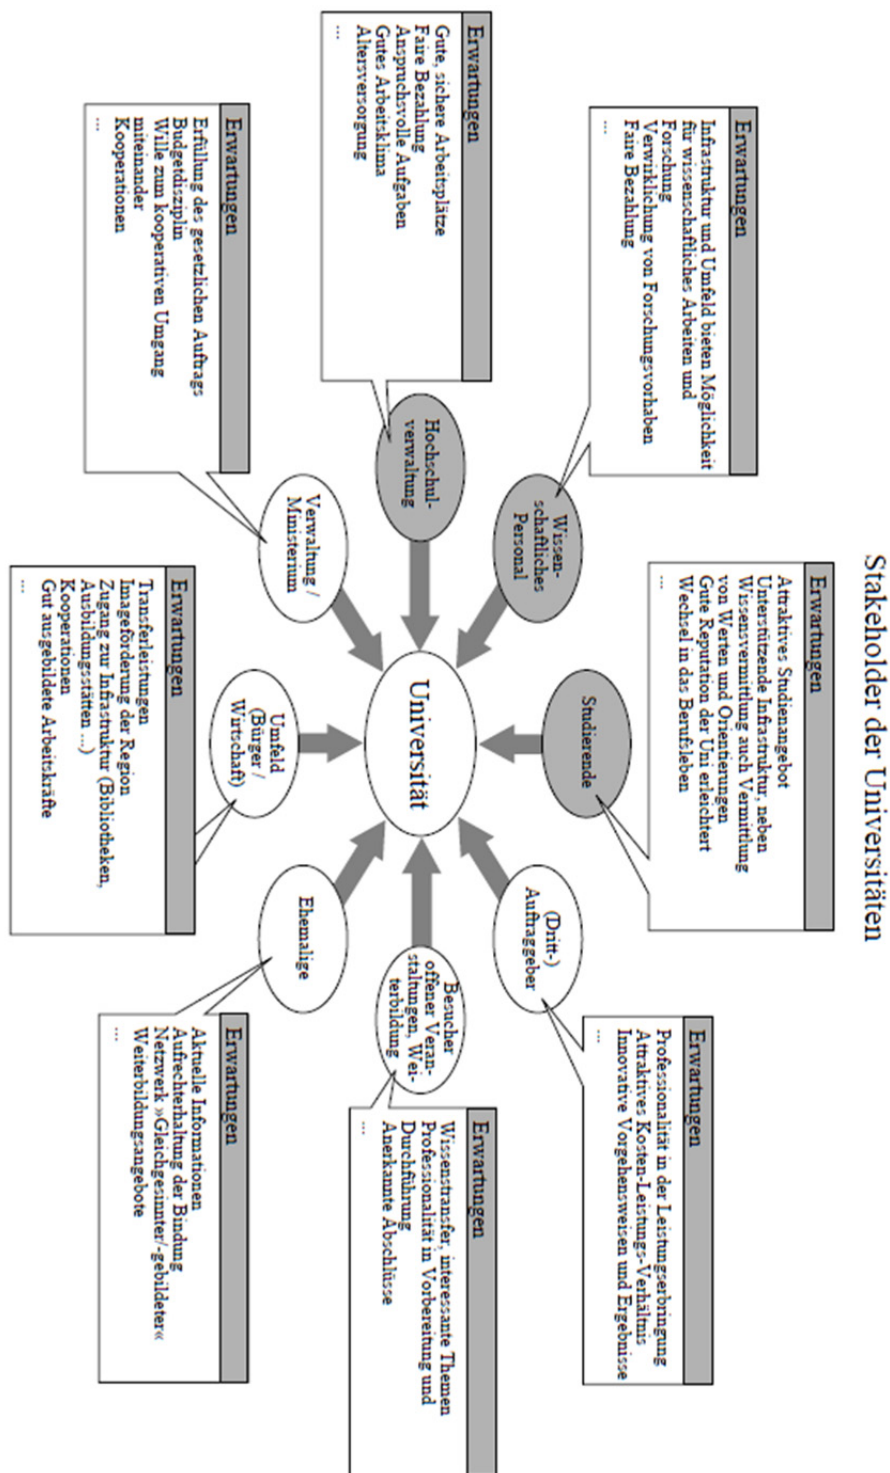 Stakeholder der Universitäten
Erwartungen
Attraktives Studienangebot
Unterstützende Infrastruktur, neben
Wissensvermittlung auch Vermittlung
von Werten und Orientierungen
Gute Reputation der Uni erleichtert
Wechsel in das Berufsleben
...
Erwartungen
Infrastruktur und Umfeld bieten Möglichkeit
für wissenschaftliches Arbeiten und
Forschung
Verwirklichung von Forschungsvorhaben
Faire Bezahlung
...
Erwartungen
Professionalität in der Leistungserbringung
Attraktives Kosten-Leistungs-Verhältnis
Innovative Vorgehensweisen und Ergebnisse
...
Wissen-
schaftliches
Personal
Studierende
(Dritt-)
Auftraggeber
Erwartungen
Gute, sichere Arbeitsplätze
Faire Bezahlung
Anspruchsvolle Aufgaben
Gutes Arbeitsklima
Altersversorgung
...
Hochschul-
verwaltung
Universität
Besucher
offener Veran-
staltungen, Wei-
terbildung
Erwartungen
Wissenstransfer, interessante Themen
Professionalität in Vorbereitung und
Durchführung
Anerkannte Abschlüsse
...
Verwaltung /
Ministerium
Umfeld
(Bürger /
Wirtschaft)
Ehemalige
Erwartungen
Erfüllung des gesetzlichen Auftrags
Budgetdisziplin
Wille zum kooperativen Umgang
miteinander
Kooperationen
...
Erwartungen
Transferleistungen
Imageförderung der Region
Zugang zur Infrastruktur (Bibliotheken,
Ausbildungsstätten ...)
Kooperationen
Gut ausgebildete Arbeitskräfte
...
Erwartungen
Aktuelle Informationen
Aufrechterhaltung der Bindung
Netzwerk »Gleichgesinnter/-gebildeter«
Weiterbildungsangebote
...